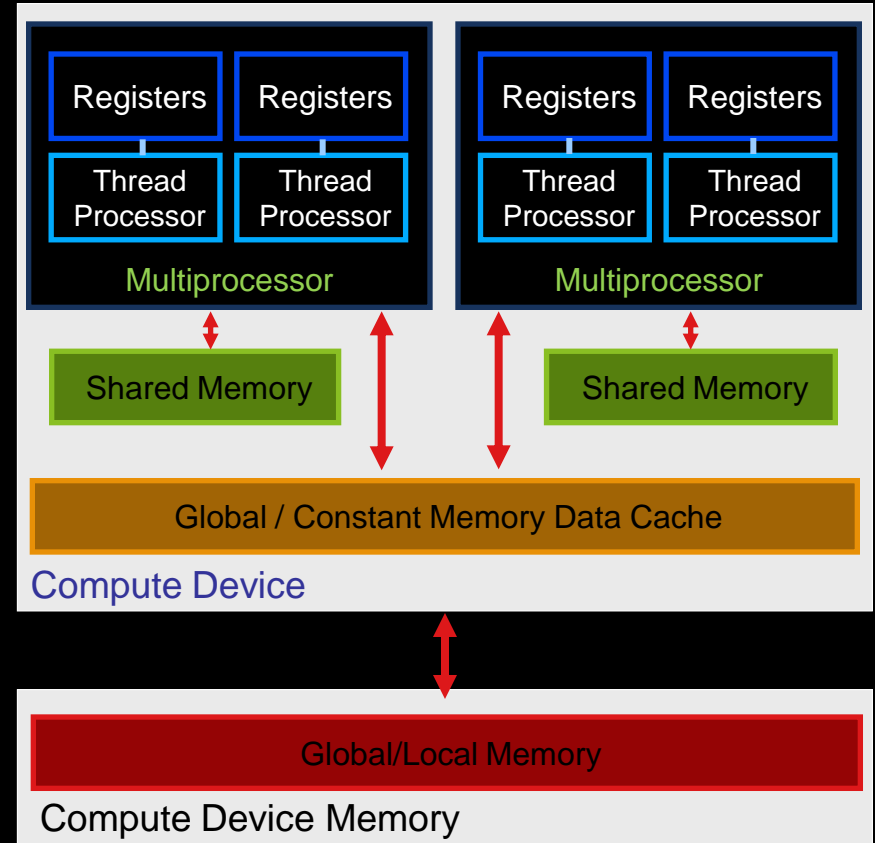 Registers
Registers
Registers
Registers
Thread
Processor
Thread
Processor
Thread
Processor
Thread
Processor
Multiprocessor
Multiprocessor
Shared Memory
Shared Memory
Global / Constant Memory Data Cache
Compute Device
Global/Local Memory
Compute Device Memory